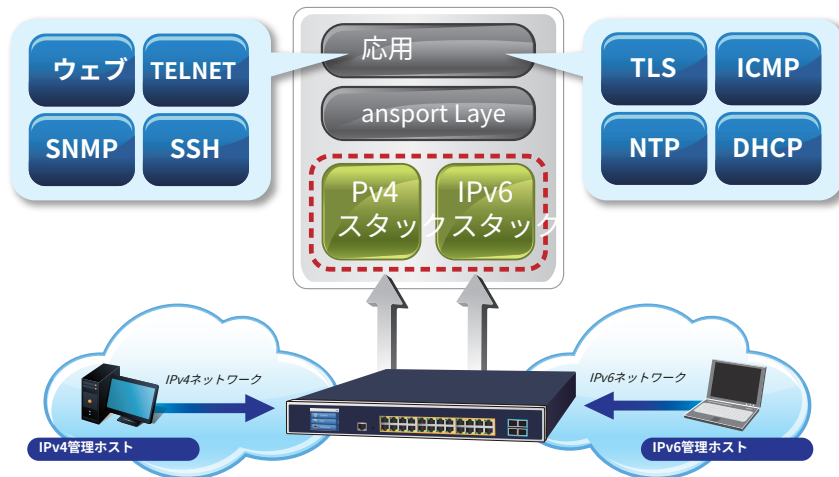 応用
ウェブ TELNET
SNMP SSH
TLS ICMP
NTP DHCP
ansport Laye
Pv4
スタック
IPv6
スタック
IPv4ネットワーク
IPv6ネットワーク
IPv4管理ホスト
IPv6管理ホスト